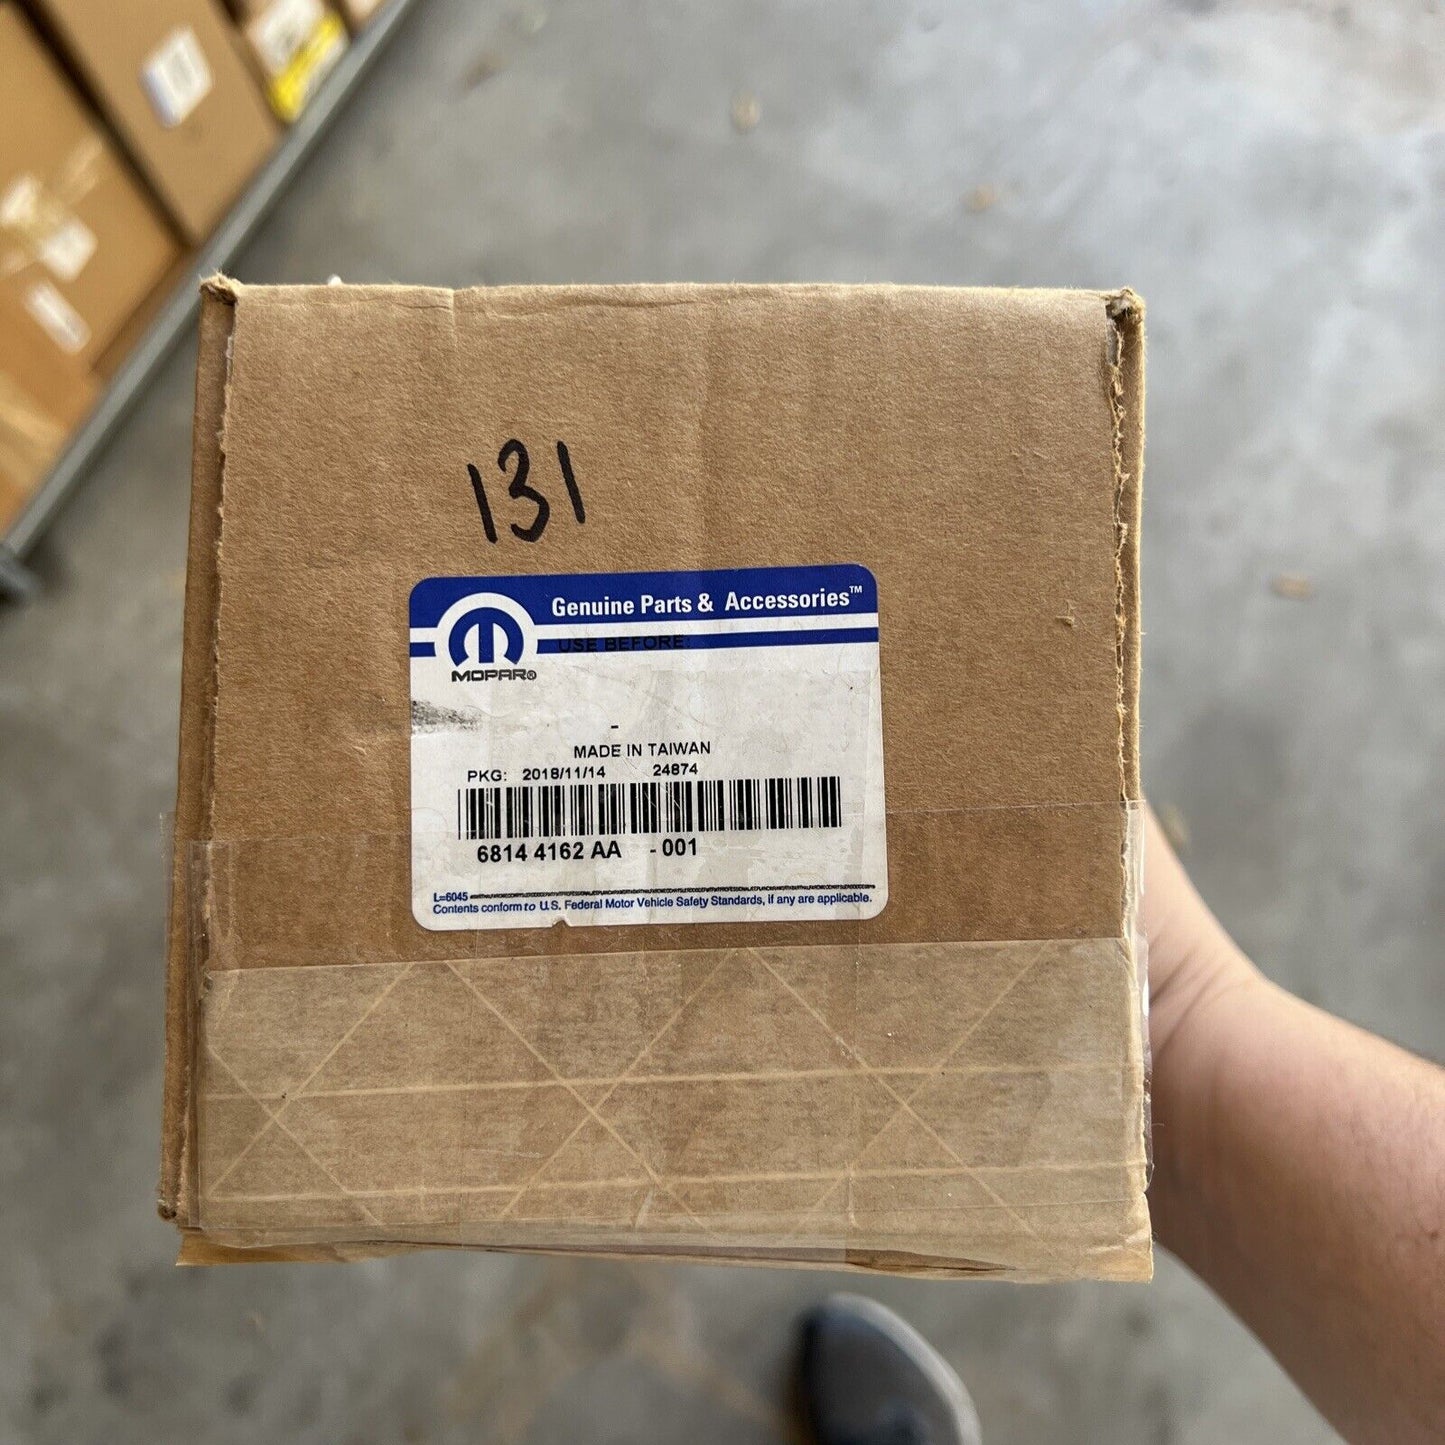 131
Genuine Parts & Accessories™
USE BEFORE:
MOPAR®
-
MADE IN TAIWAN
PKG: 2018/11/14 24874
6814 4162 AA - 001
L=6045
Contents conform to U.S. Federal Motor Vehicle Safety Standards, if any are applicable.